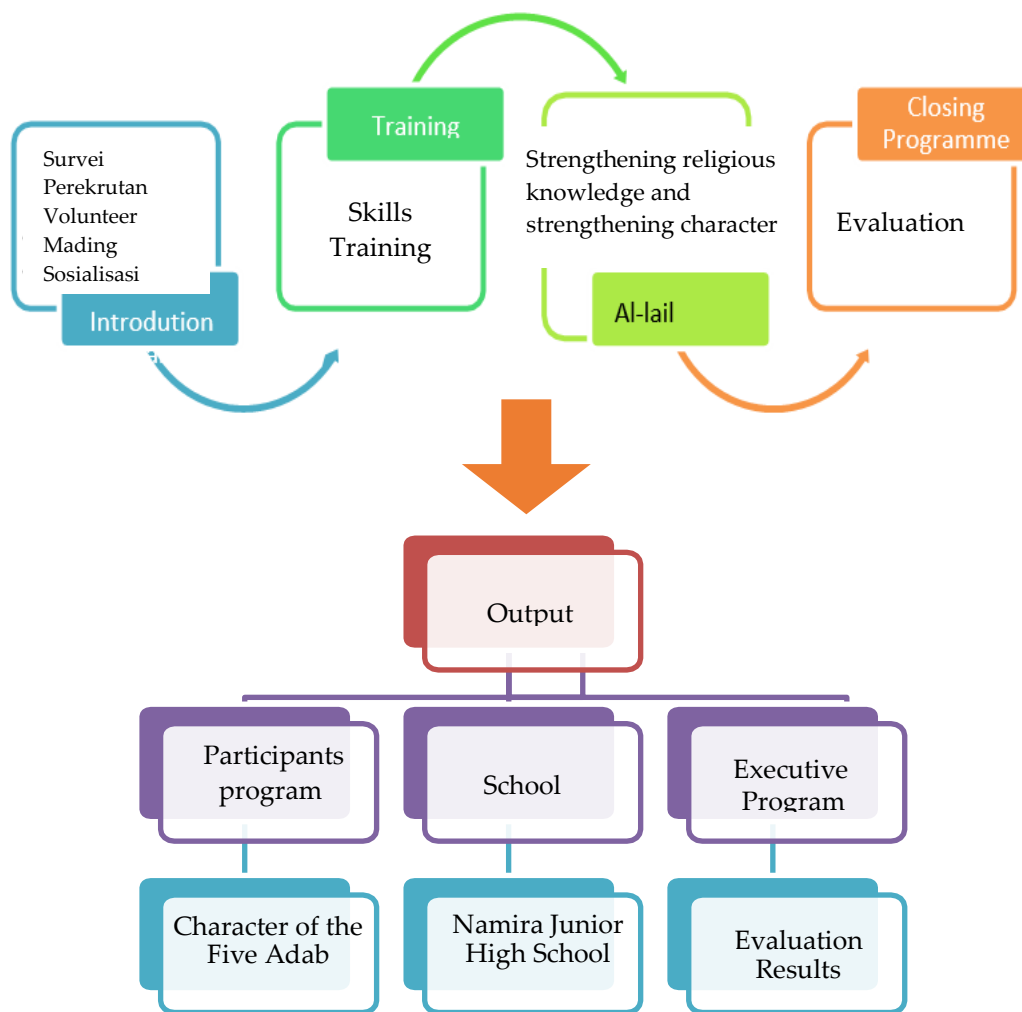 Survei
Perekrutan
Volunteer
Mading
Sosialisasi
Introdution
Training
Skills
Training
Strengthening religious
knowledge and
strengthening character
Al-lail
Closing
Programme
Evaluation
Output
Participants
program
School
Executive
Program
Character of the
Five Adab
Namira Junior
High School
Evaluation
Results